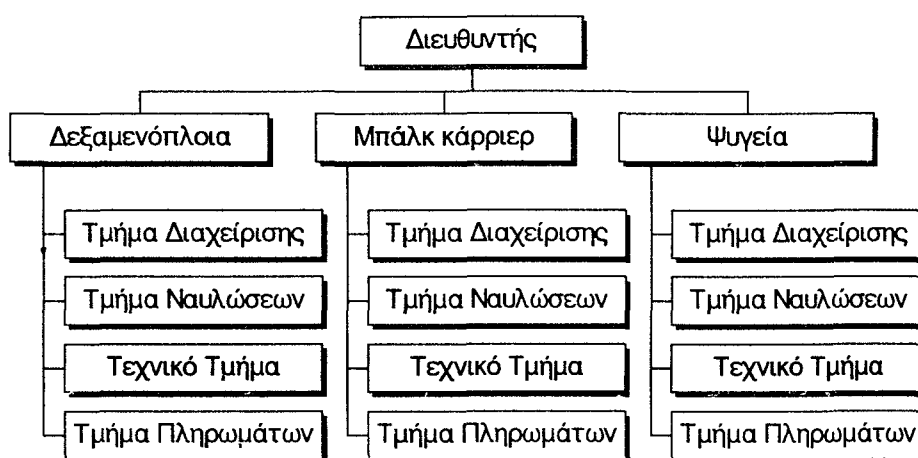 Διευθυντής
Δεξαμενόπλοια
Μπάλκ κάρριερ
Ψυγεία
Τμήμα Διαχείρισης
Τμήμα Διαχείρισης
Τμήμα Διαχείρισης
Τμήμα Ναυλώσεων
Τμήμα Ναυλώσεων
Τμήμα Ναυλώσεων
Τεχνικό Τμήμα
Τεχνικό Τμήμα
Τεχνικό Τμήμα
Τμήμα Πληρωμάτων
Τμήμα Πληρωμάτων
Τμήμα Πληρωμάτων